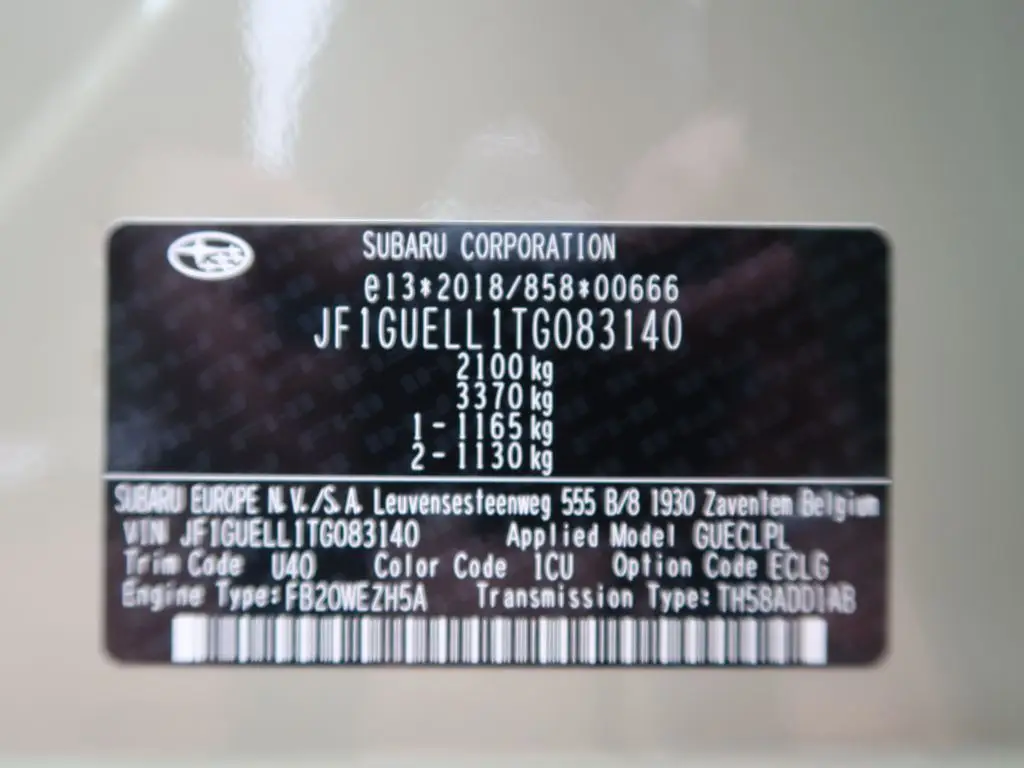 SUBARU CORPORATION
e13*2018/858*00666
JF1GUELL1TG083140
2100 kg
3370 kg
1 - 1165 kg
2 - 1130 kg
SUBARU EUROPE N.V./S.A. Leuvensesteenweg 555 B/8 1930 Zaventem Belgium
VIN JF1GUELL1TG083140 Applied Model GUECLPL
Trim Code U40 Color Code 1CU Option Code ECLG
Engine Type:FB20WEZH5A Transmission Type:TH58ADD1AB